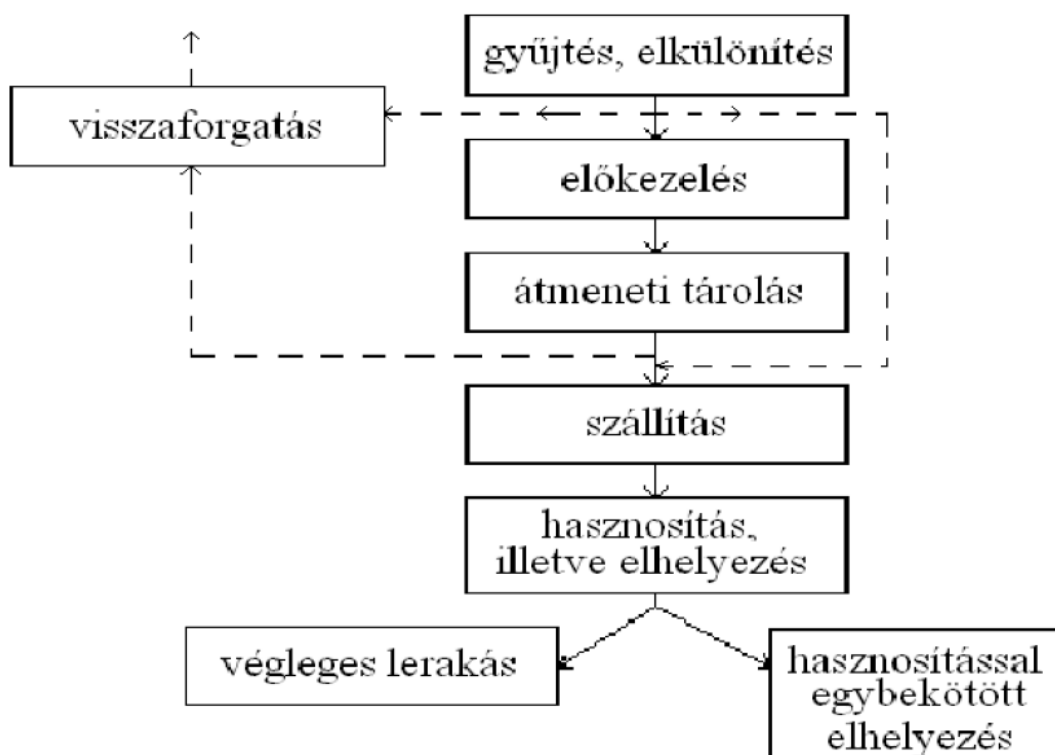 gyűjtés, elkülönítés
visszaforgatás
előkezelés
átmeneti tárolás
szállítás
hasznosítás,
illetve elhelyezés
végleges lerakás
hasznosítással
egybekötött
elhelyezés